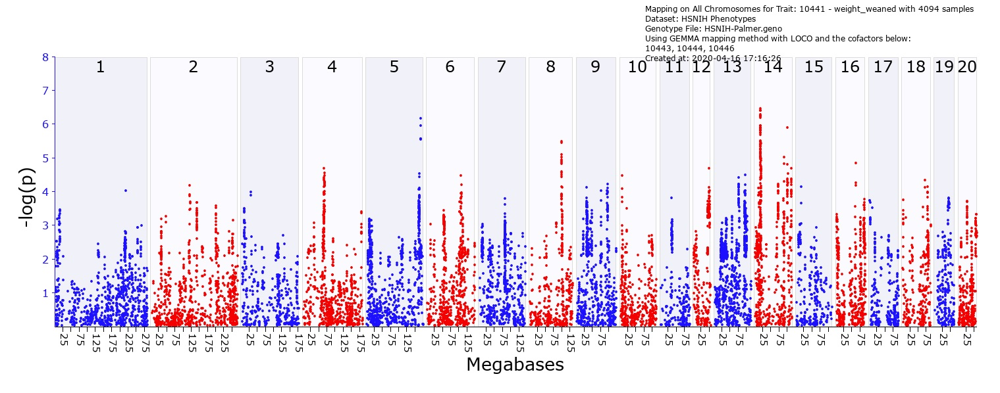 Mapping on All Chromosomes for Trait: 10441 - weight_weaned with 4094 samples
Dataset: HSNIH Phenotypes
Genotype File: HSNIH-Palmer.geno
Using GEMMA mapping method with LOCO and the cofactors below:
10443, 10444, 10446
Created at: 2020-04-16 17:16:26
1 2 3 4 5 6 7 8 9 10 11 12 13 14 15 16 17 18 19 20
8
7
6
5
4
3
2
1
-log(p)
25 75 125 175 225 275 25 75 125 175 225 25 75 125 175 25 75 125 175 25 75 125 25 75 125 25 75 125 25 75 125 25 75 25 75 25 25 25 75 25 75 25 75 25 75 25 75 25 75 25 25
Megabases